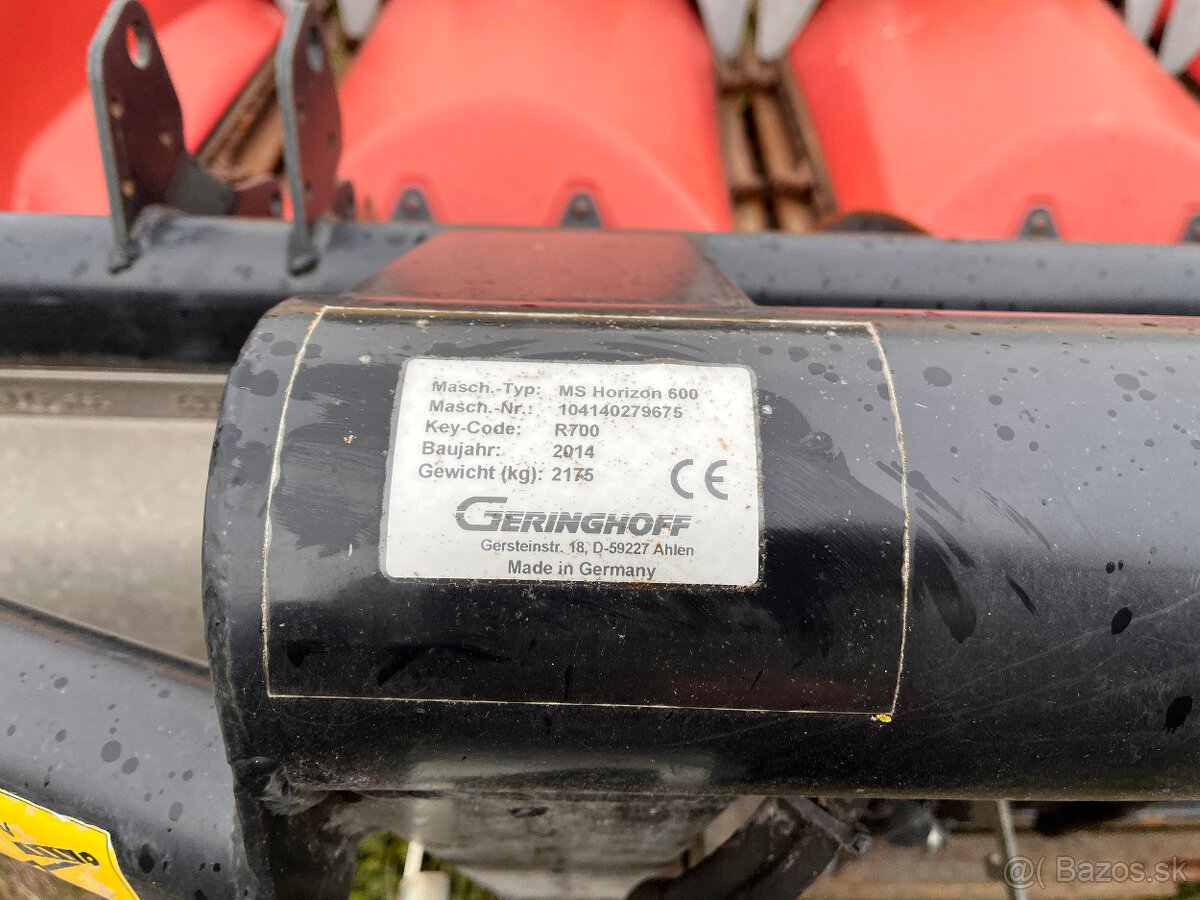 Masch.-Typ: MS Horizon 600
Masch.-Nr.: 104140279675
Key-Code: R700
Baujahr: 2014
Gewicht (kg): 2175
CE
GERINGHOFF
Gersteinstr. 18, D-59227 Ahlen
Made in Germany
@ Bazos.sk